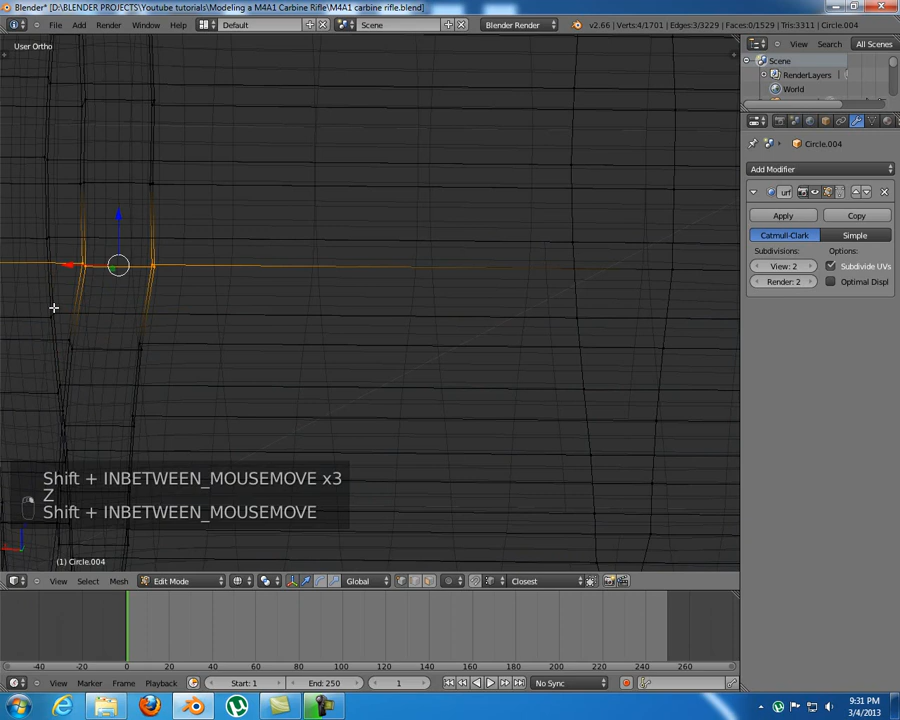 Blender* [D:\BLENDER PROJECTS\Youtube tutorials\Modeling a M4A1 Carbine Rifle\M4A1 carbine rifle.blend]
File Add Render Window Help Default Scene Blender Render v2.66 | Verts:4/1701 | Edges:3/3229 | Faces:0/1529 | Tris:3311 | Circle.004
User Ortho
View Search All Scenes
Scene
RenderLayers
World
Circle.004
Add Modifier
urf
Apply Copy
Catmull-Clark Simple
Subdivisions: Options:
View: 2 Subdivide UVs
Render: 2 Optimal Displ
Shift + INBETWEEN_MOUSEMOVE x3
Z
Shift + INBETWEEN_MOUSEMOVE
(1) Circle.004
View Select Mesh Edit Mode Global Closest
-40 -20 0 20 40 60 80 100 120 140 160 180 200 220 240 260
View Marker Frame Playback Start: 1 End: 250 1 No Sync
9:31 PM
3/4/2013